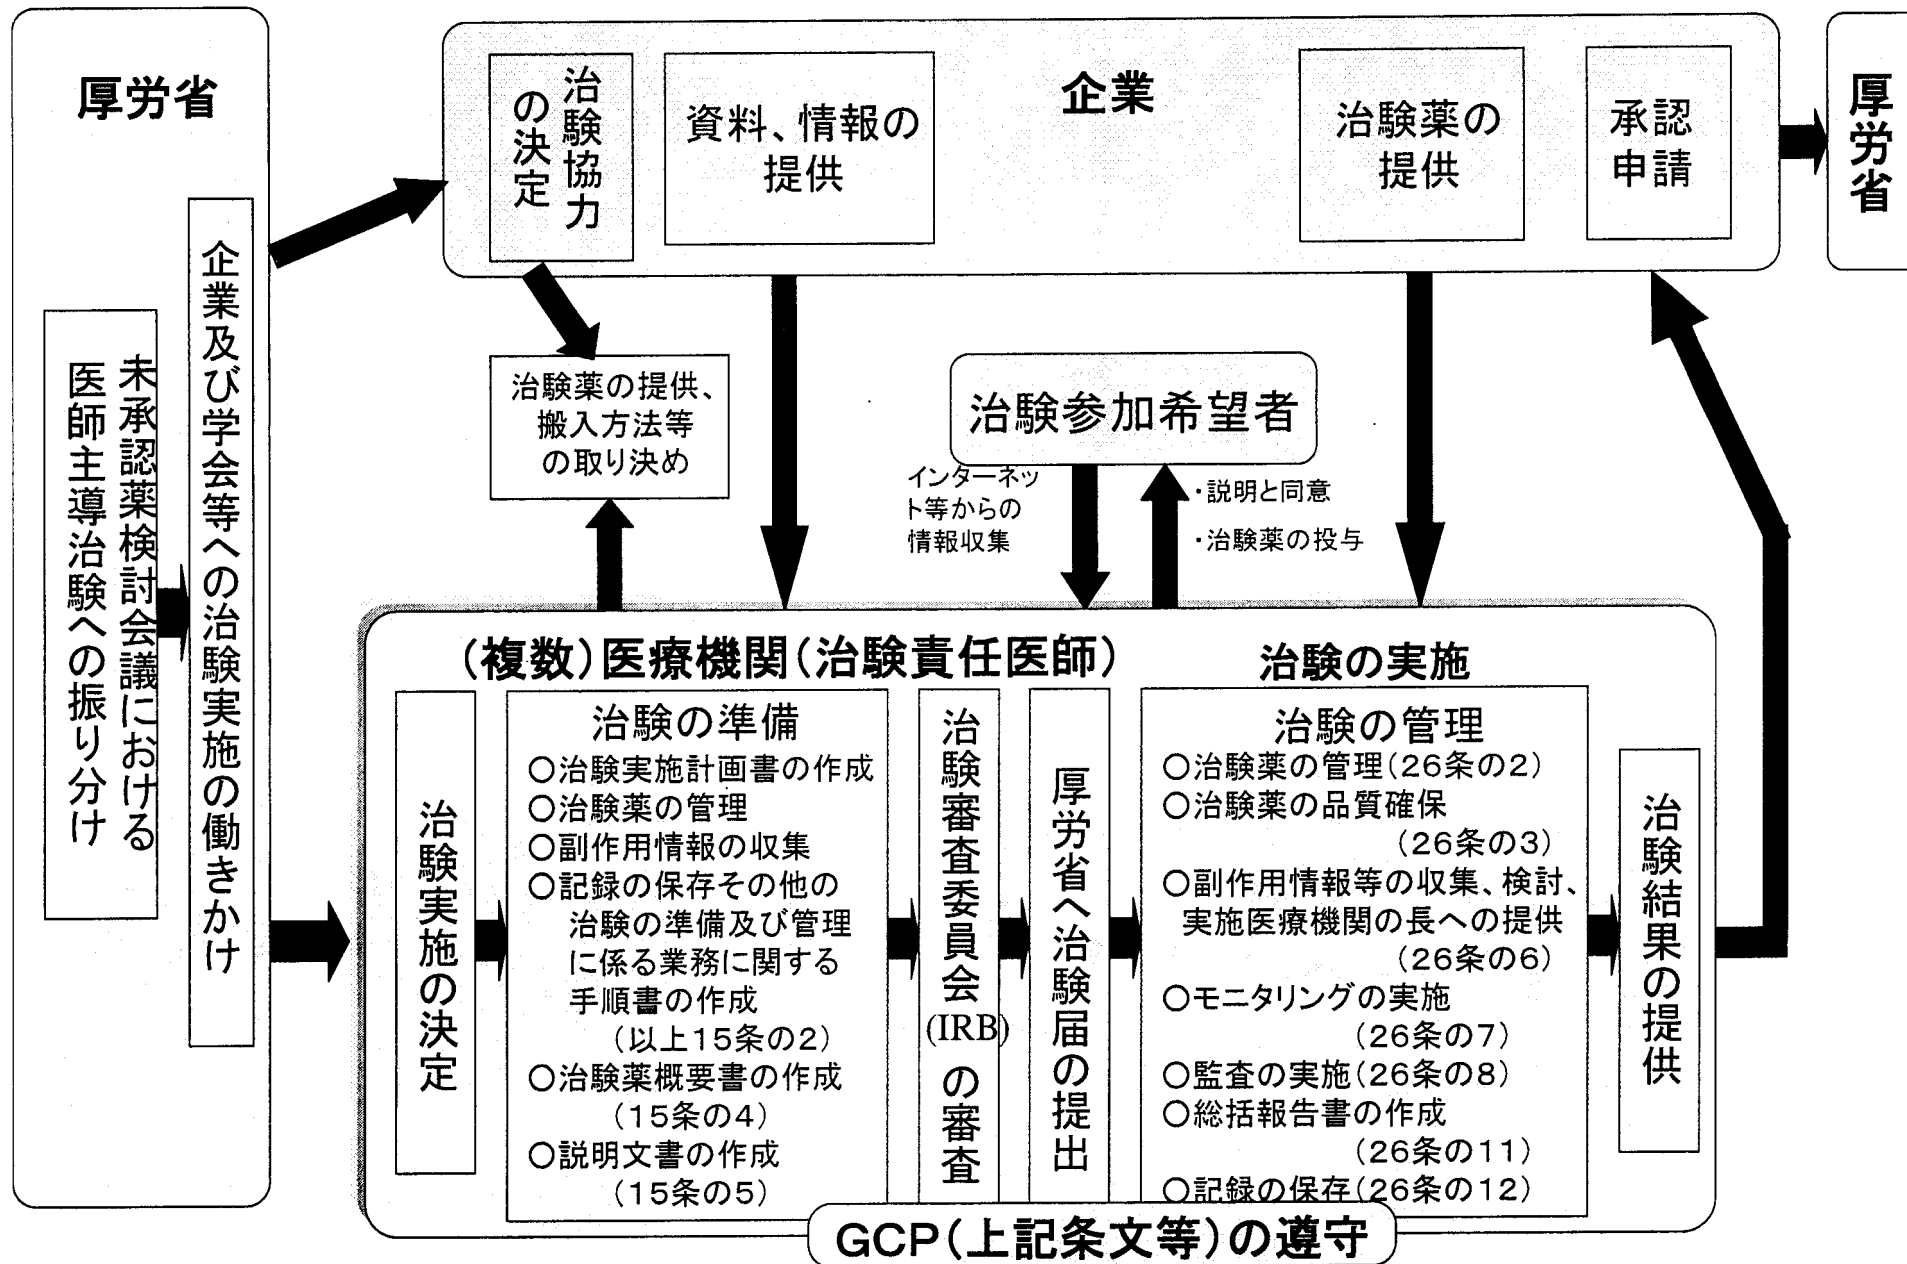 厚労省
未承認薬検討会議における
医師主導治験への振り分け
企業及び学会等への治験実施の働きかけ
企業
治験協力
の決定
資料、情報の
提供
治験薬の
提供
承認
申請
厚労省
治験薬の提供、
搬入方法等
の取り決め
治験参加希望者
インターネッ
ト等からの
情報収集
・説明と同意
・治験薬の投与
(複数)医療機関(治験責任医師)
治験の実施
治験実施の決定
治験の準備
○治験実施計画書の作成
○治験薬の管理
○副作用情報の収集
○記録の保存その他の
治験の準備及び管理
に係る業務に関する
手順書の作成
(以上15条の2)
○治験薬概要書の作成
(15条の4)
○説明文書の作成
(15条の5)
治験審査委員会(IRB)の審査
厚労省へ治験届の提出
治験の管理
○治験薬の管理(26条の2)
○治験薬の品質確保
(26条の3)
○副作用情報等の収集、検討、
実施医療機関の長への提供
(26条の6)
○モニタリングの実施
(26条の7)
○監査の実施(26条の8)
○総括報告書の作成
(26条の11)
○記録の保存(26条の12)
治験結果の提供
GCP(上記条文等)の遵守